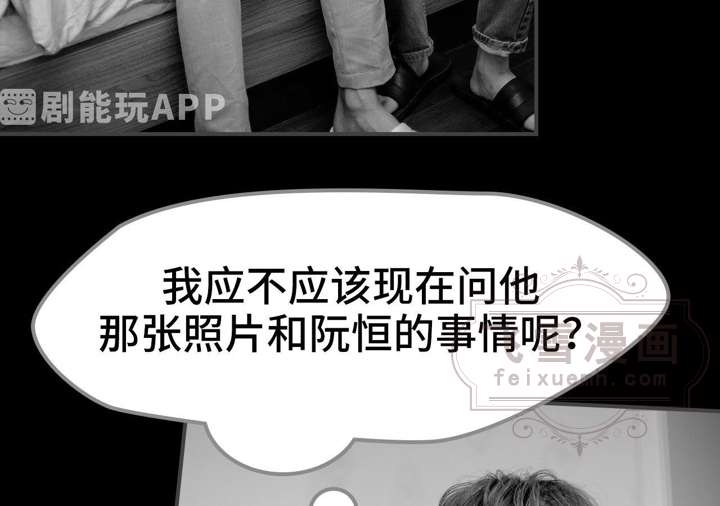 剧能玩APP
我应不应该现在问他
那张照片和阮恒的事情呢？
飞雪漫画
feixuemh.com